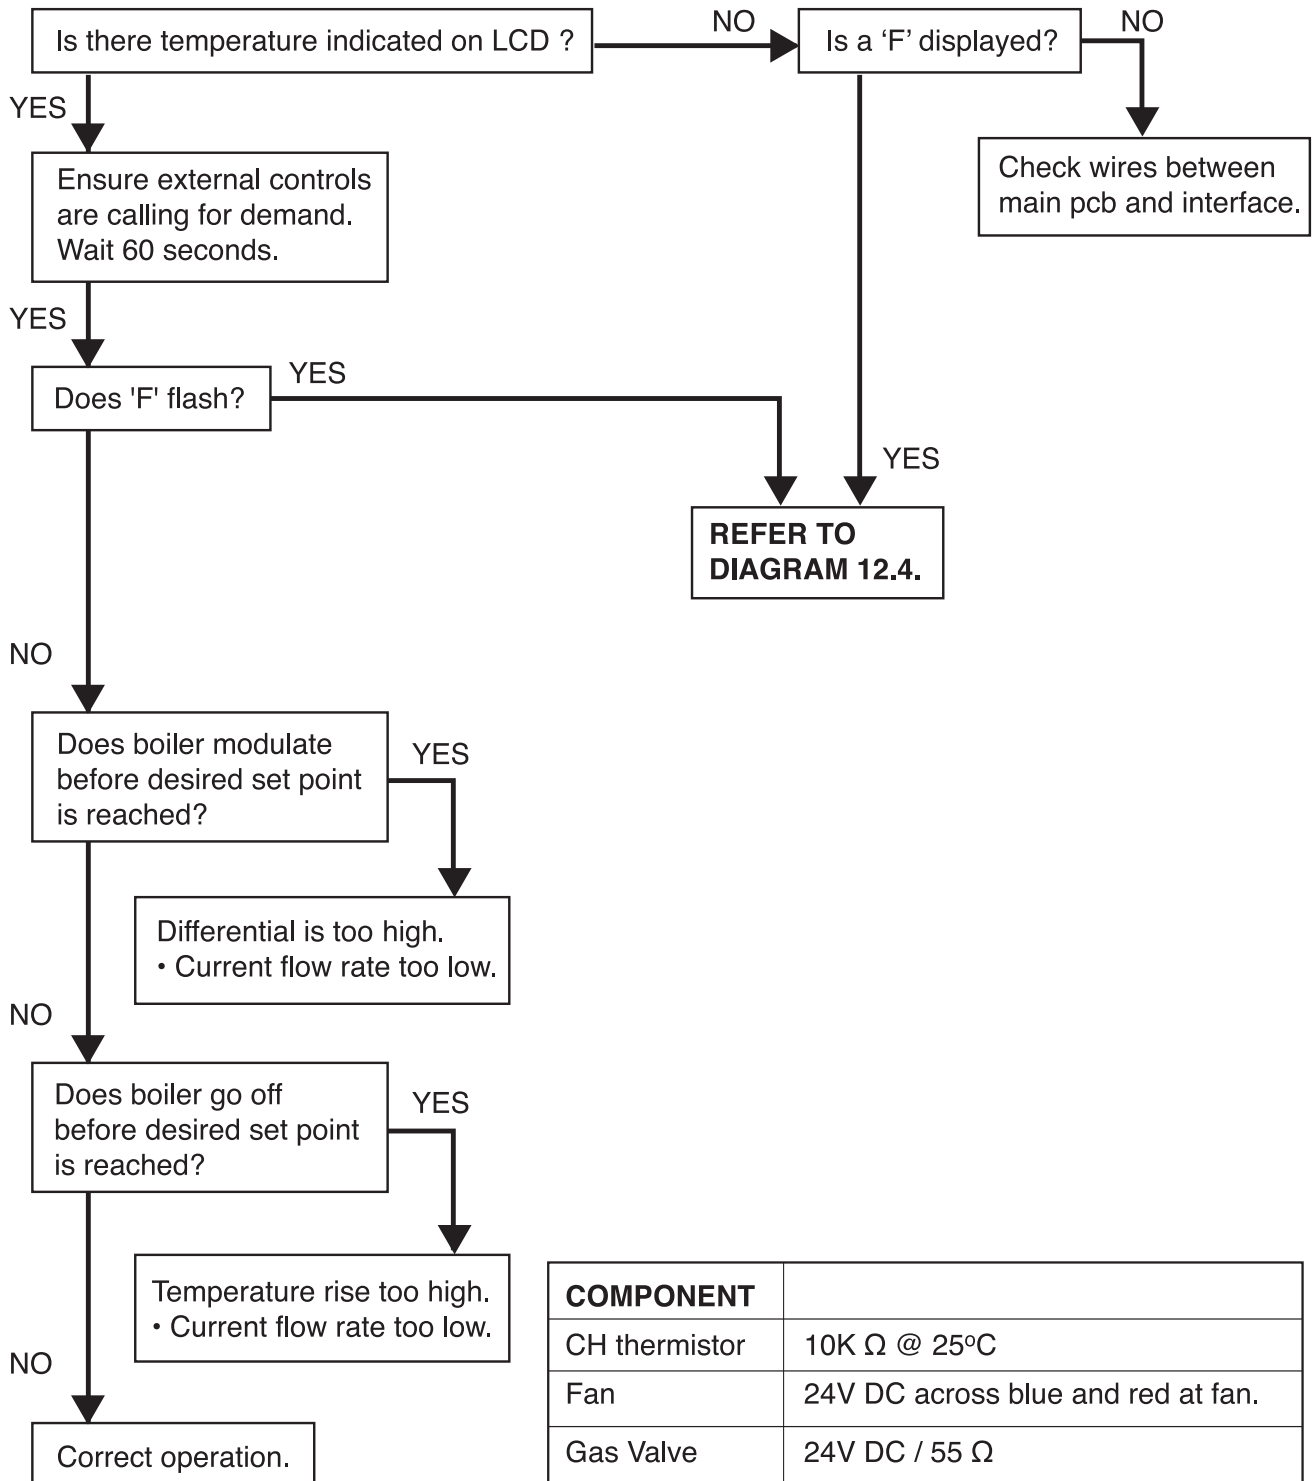 Is there temperature indicated on LCD ?
NO
Is a ‘F’ displayed?
NO
YES
Check wires between
main pcb and interface.
Ensure external controls
are calling for demand.
Wait 60 seconds.
YES
Does 'F' flash?
YES
YES
REFER TO
DIAGRAM 12.4.
NO
Does boiler modulate
before desired set point
is reached?
YES
Differential is too high.
• Current flow rate too low.
NO
Does boiler go off
before desired set point
is reached?
YES
Temperature rise too high.
• Current flow rate too low.
NO
Correct operation.
COMPONENT
CH thermistor 10K Ω @ 25ºC
Fan 24V DC across blue and red at fan.
Gas Valve 24V DC / 55 Ω